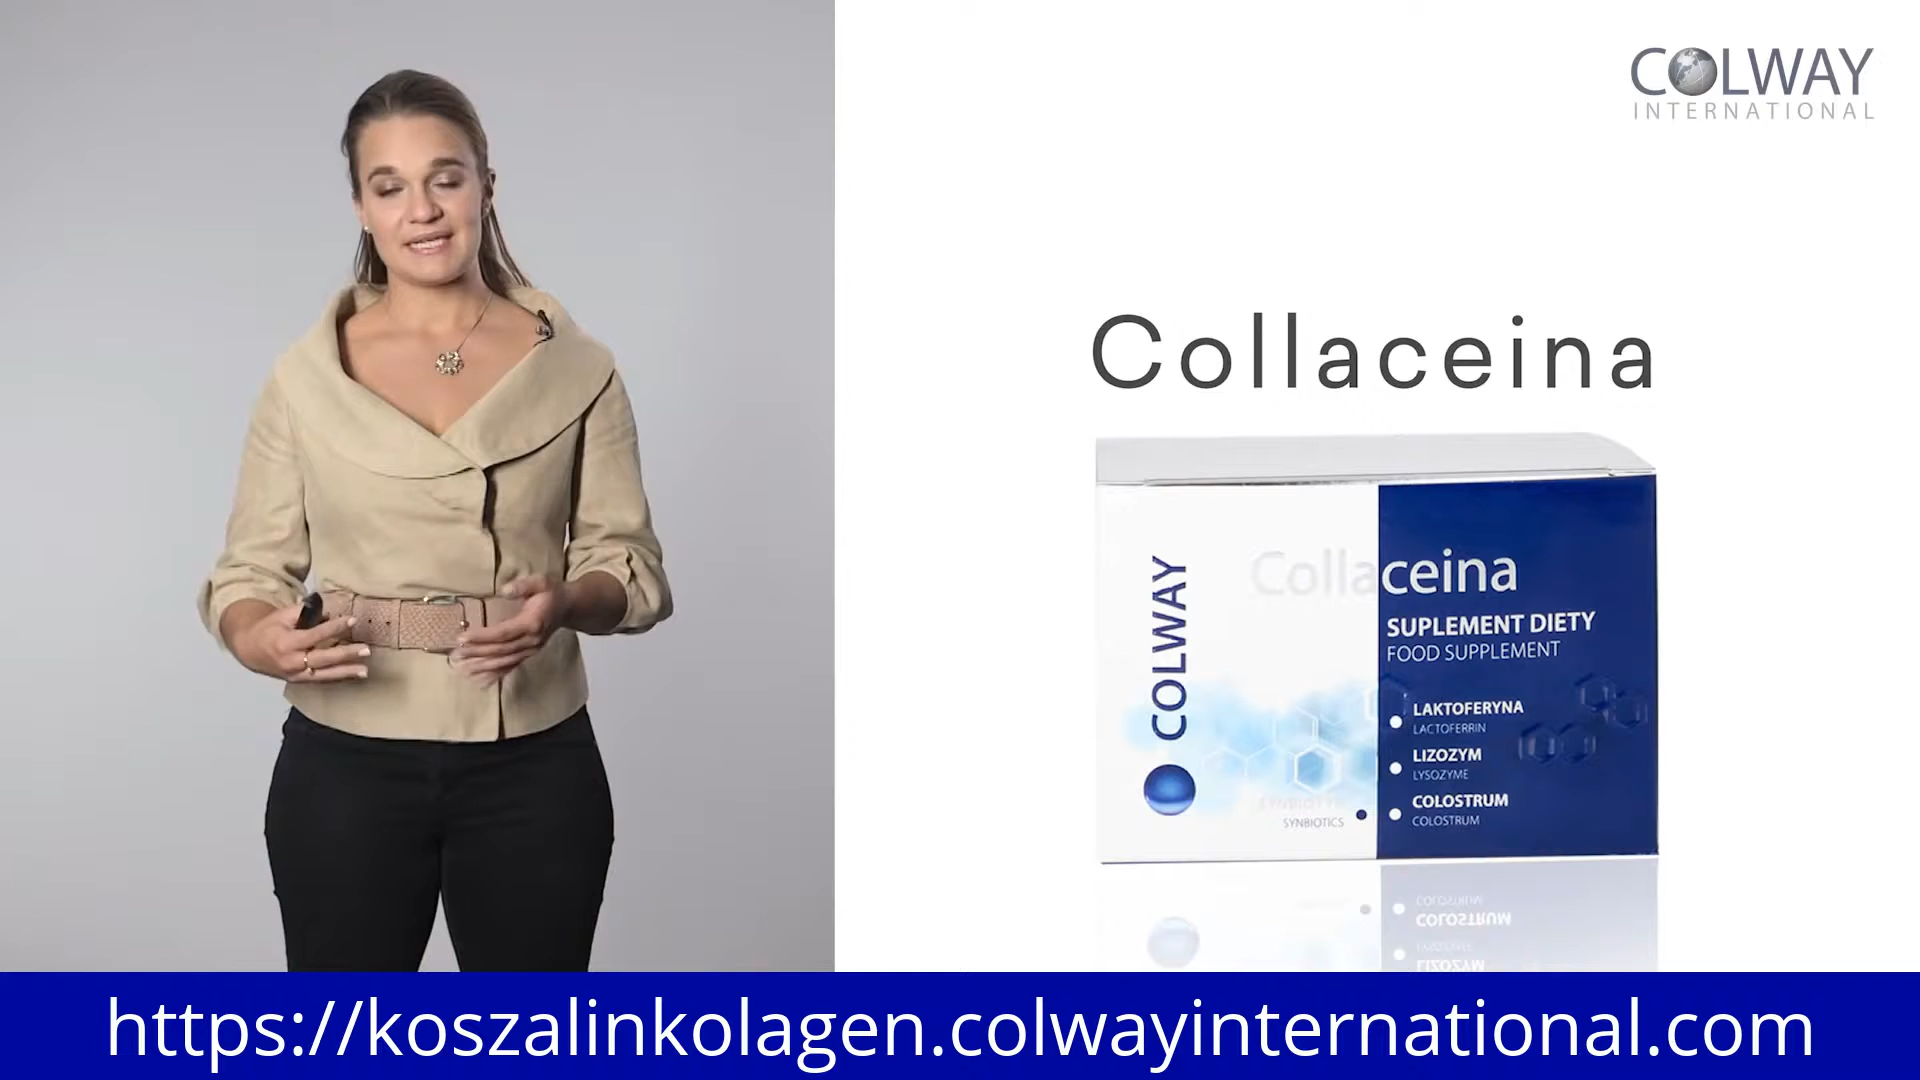 COLWAY
INTERNATIONAL
Collaceina
COLWAY
Collaceina
SUPLEMENT DIETY
FOOD SUPPLEMENT
LAKTOFERYNA
LACTOFERRIN
LIZOZYM
LYSOZYME
COLOSTRUM
COLOSTRUM
SYNBIOTICS
https://koszalinkolagen.colwayinternational.com